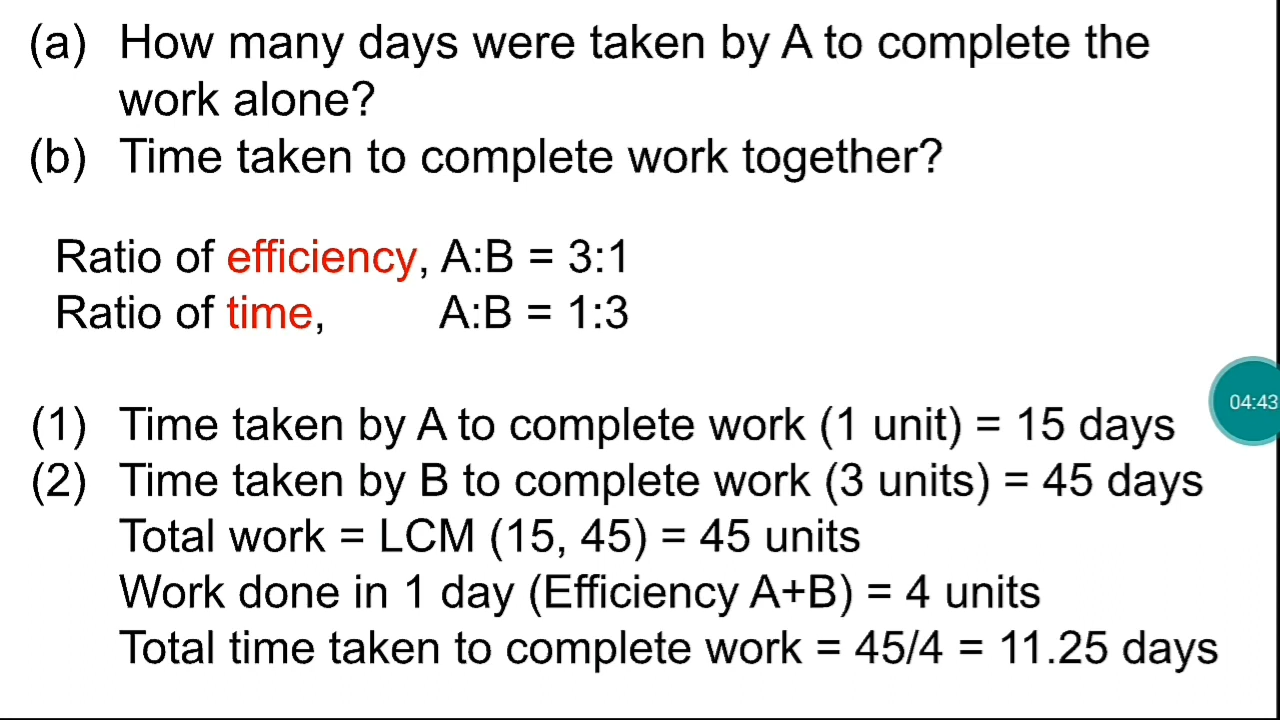 (a) How many days were taken by A to complete the
work alone?
(b) Time taken to complete work together?
Ratio of efficiency, A:B = 3:1
Ratio of time, A:B = 1:3
(1) Time taken by A to complete work (1 unit) = 15 days
04:43
(2) Time taken by B to complete work (3 units) = 45 days
Total work = LCM (15, 45) = 45 units
Work done in 1 day (Efficiency A+B) = 4 units
Total time taken to complete work = 45/4 = 11.25 days